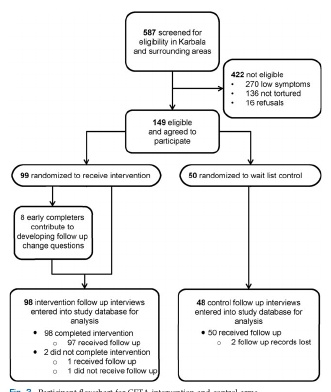 587 screened for
eligibility in Karbala
and surrounding areas
422 not eligible
• 270 low symptoms
• 136 not tortured
• 16 refusals
149 eligible
and agreed to
participate
99 randomized to receive intervention
50 randomized to wait list control
8 early completers
contribute to
developing follow up
change questions
98 intervention follow up interviews
entered into study database for
analysis
• 98 completed intervention
o 97 received follow up
• 2 did not complete intervention
o 1 received follow up
o 1 did not receive follow up
48 control follow up interviews
entered into study database for
analysis
• 50 received follow up
o 2 follow up records lost
Fig. 2. Participant flowchart for CETA intervention and control arms